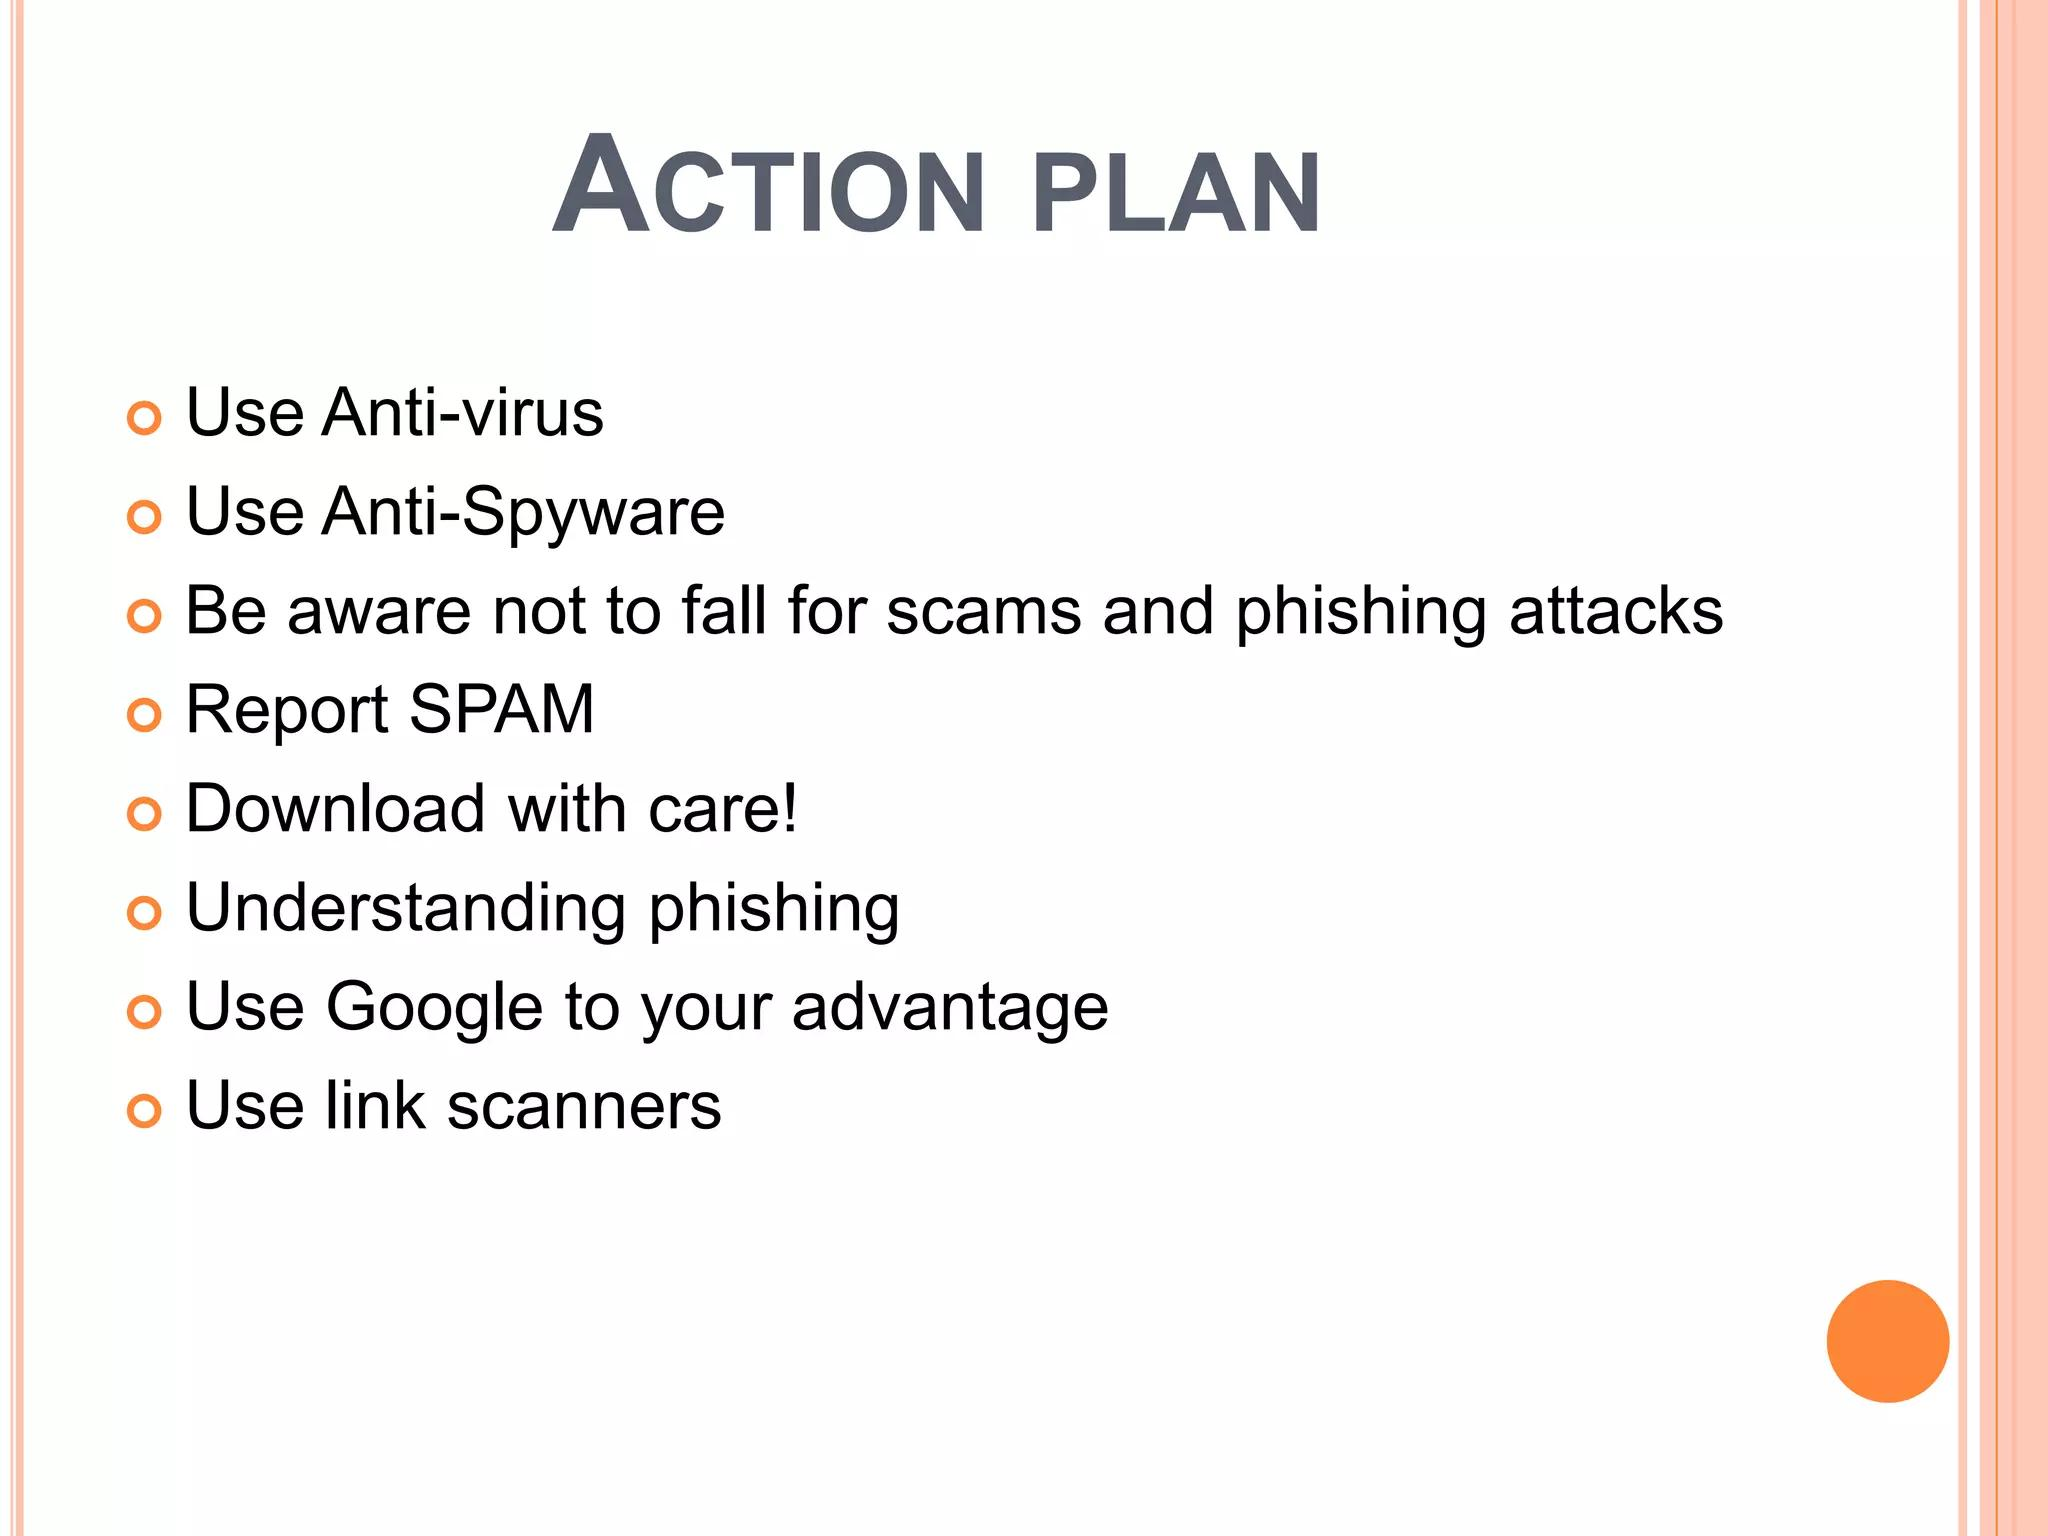 ACTION PLAN
Use Anti-virus
Use Anti-Spyware
Be aware not to fall for scams and phishing attacks
Report SPAM
Download with care!
Understanding phishing
Use Google to your advantage
Use link scanners